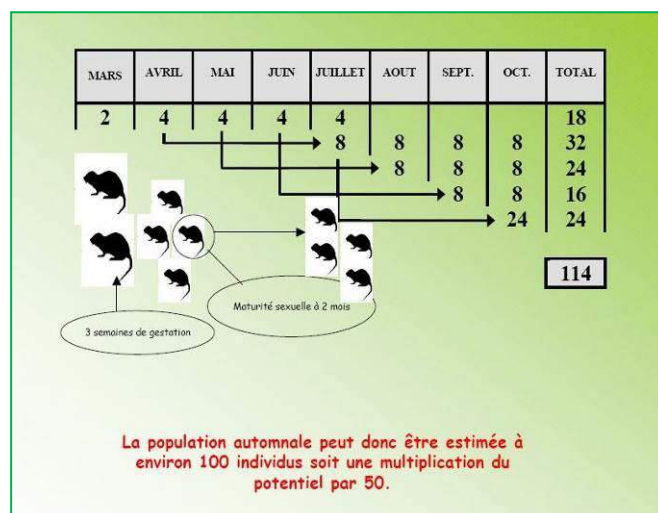 MARS AVRIL MAI JUIN JUILLET AOUT SEPT. OCT. TOTAL
2 4 4 4 4 18
8 8 8 8 32
8 8 8 24
8 8 16
24 24
114
Maturité sexuelle à 2 mois
3 semaines de gestation
La population automnale peut donc être estimée à
environ 100 individus soit une multiplication du
potentiel par 50.